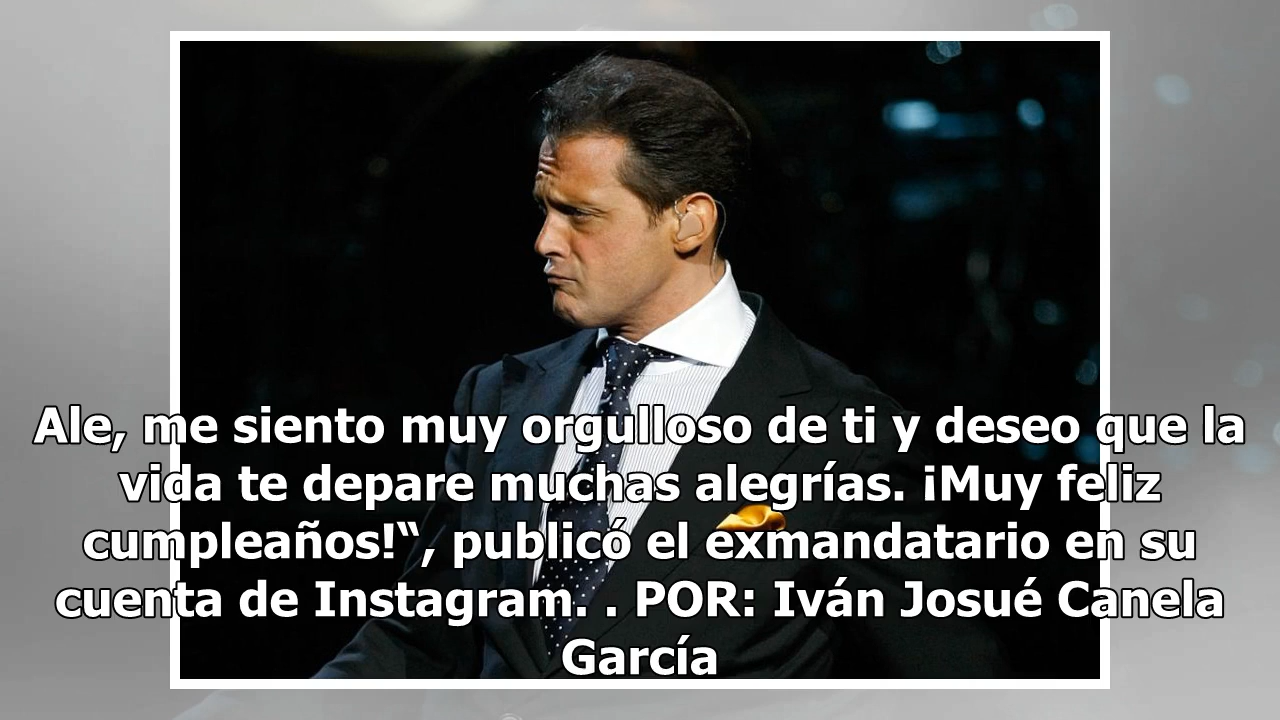 Ale, me siento muy orgulloso de ti y deseo que la
vida te depare muchas alegrías. ¡Muy feliz
cumpleaños!“, publicó el exmandatario en su
cuenta de Instagram. . POR: Iván Josué Canela
García